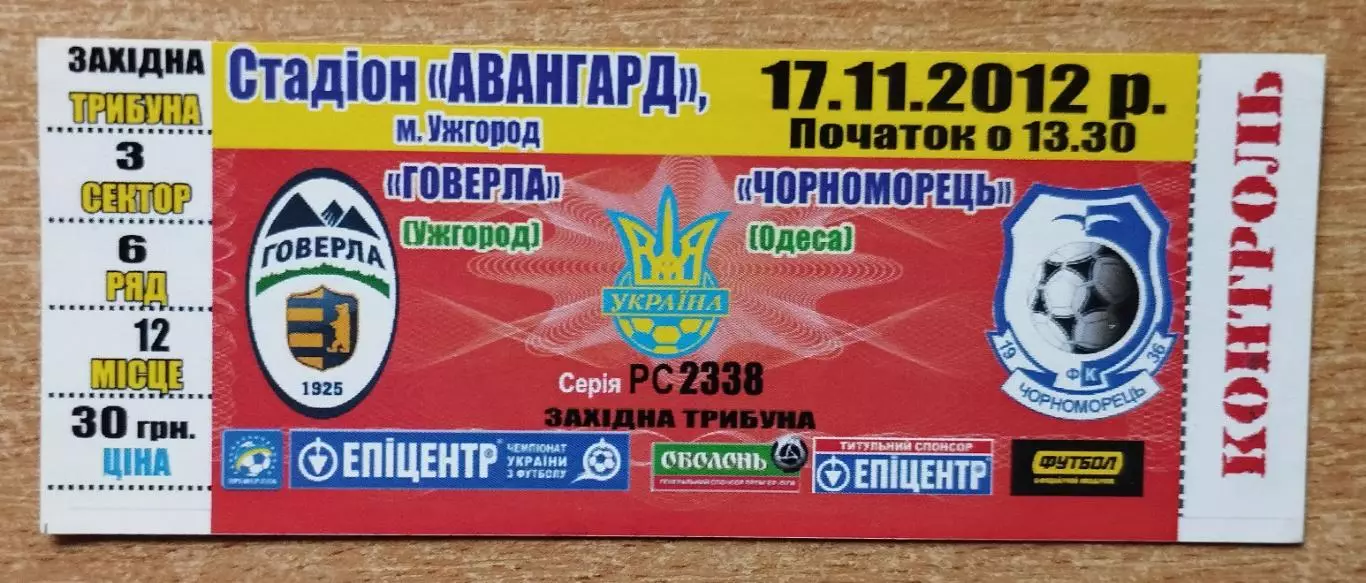 ЗАХІДНА
ТРИБУНА
3
СЕКТОР
6
РЯД
12
МІСЦЕ
30 грн.
ЦІНА
Стадіон «АВАНГАРД»,
м. Ужгород
17.11.2012 р.
Початок о 13.30
«ГОВЕРЛА»
(Ужгород)
«ЧОРНОМОРЕЦЬ»
(Одеса)
ГОВЕРЛА
1925
УКРАЇНА
19 36
ФК
ЧОРНОМОРЕЦЬ
Серія РС 2338
ЗАХІДНА ТРИБУНА
ЕПІЦЕНТР
ЧЕМПІОНАТ
УКРАЇНИ
З ФУТБОЛУ
ОБОЛОНЬ
ТИТУЛЬНИЙ СПОНСОР
ЕПІЦЕНТР
ФУТБОЛ
КОНТРОЛЬ